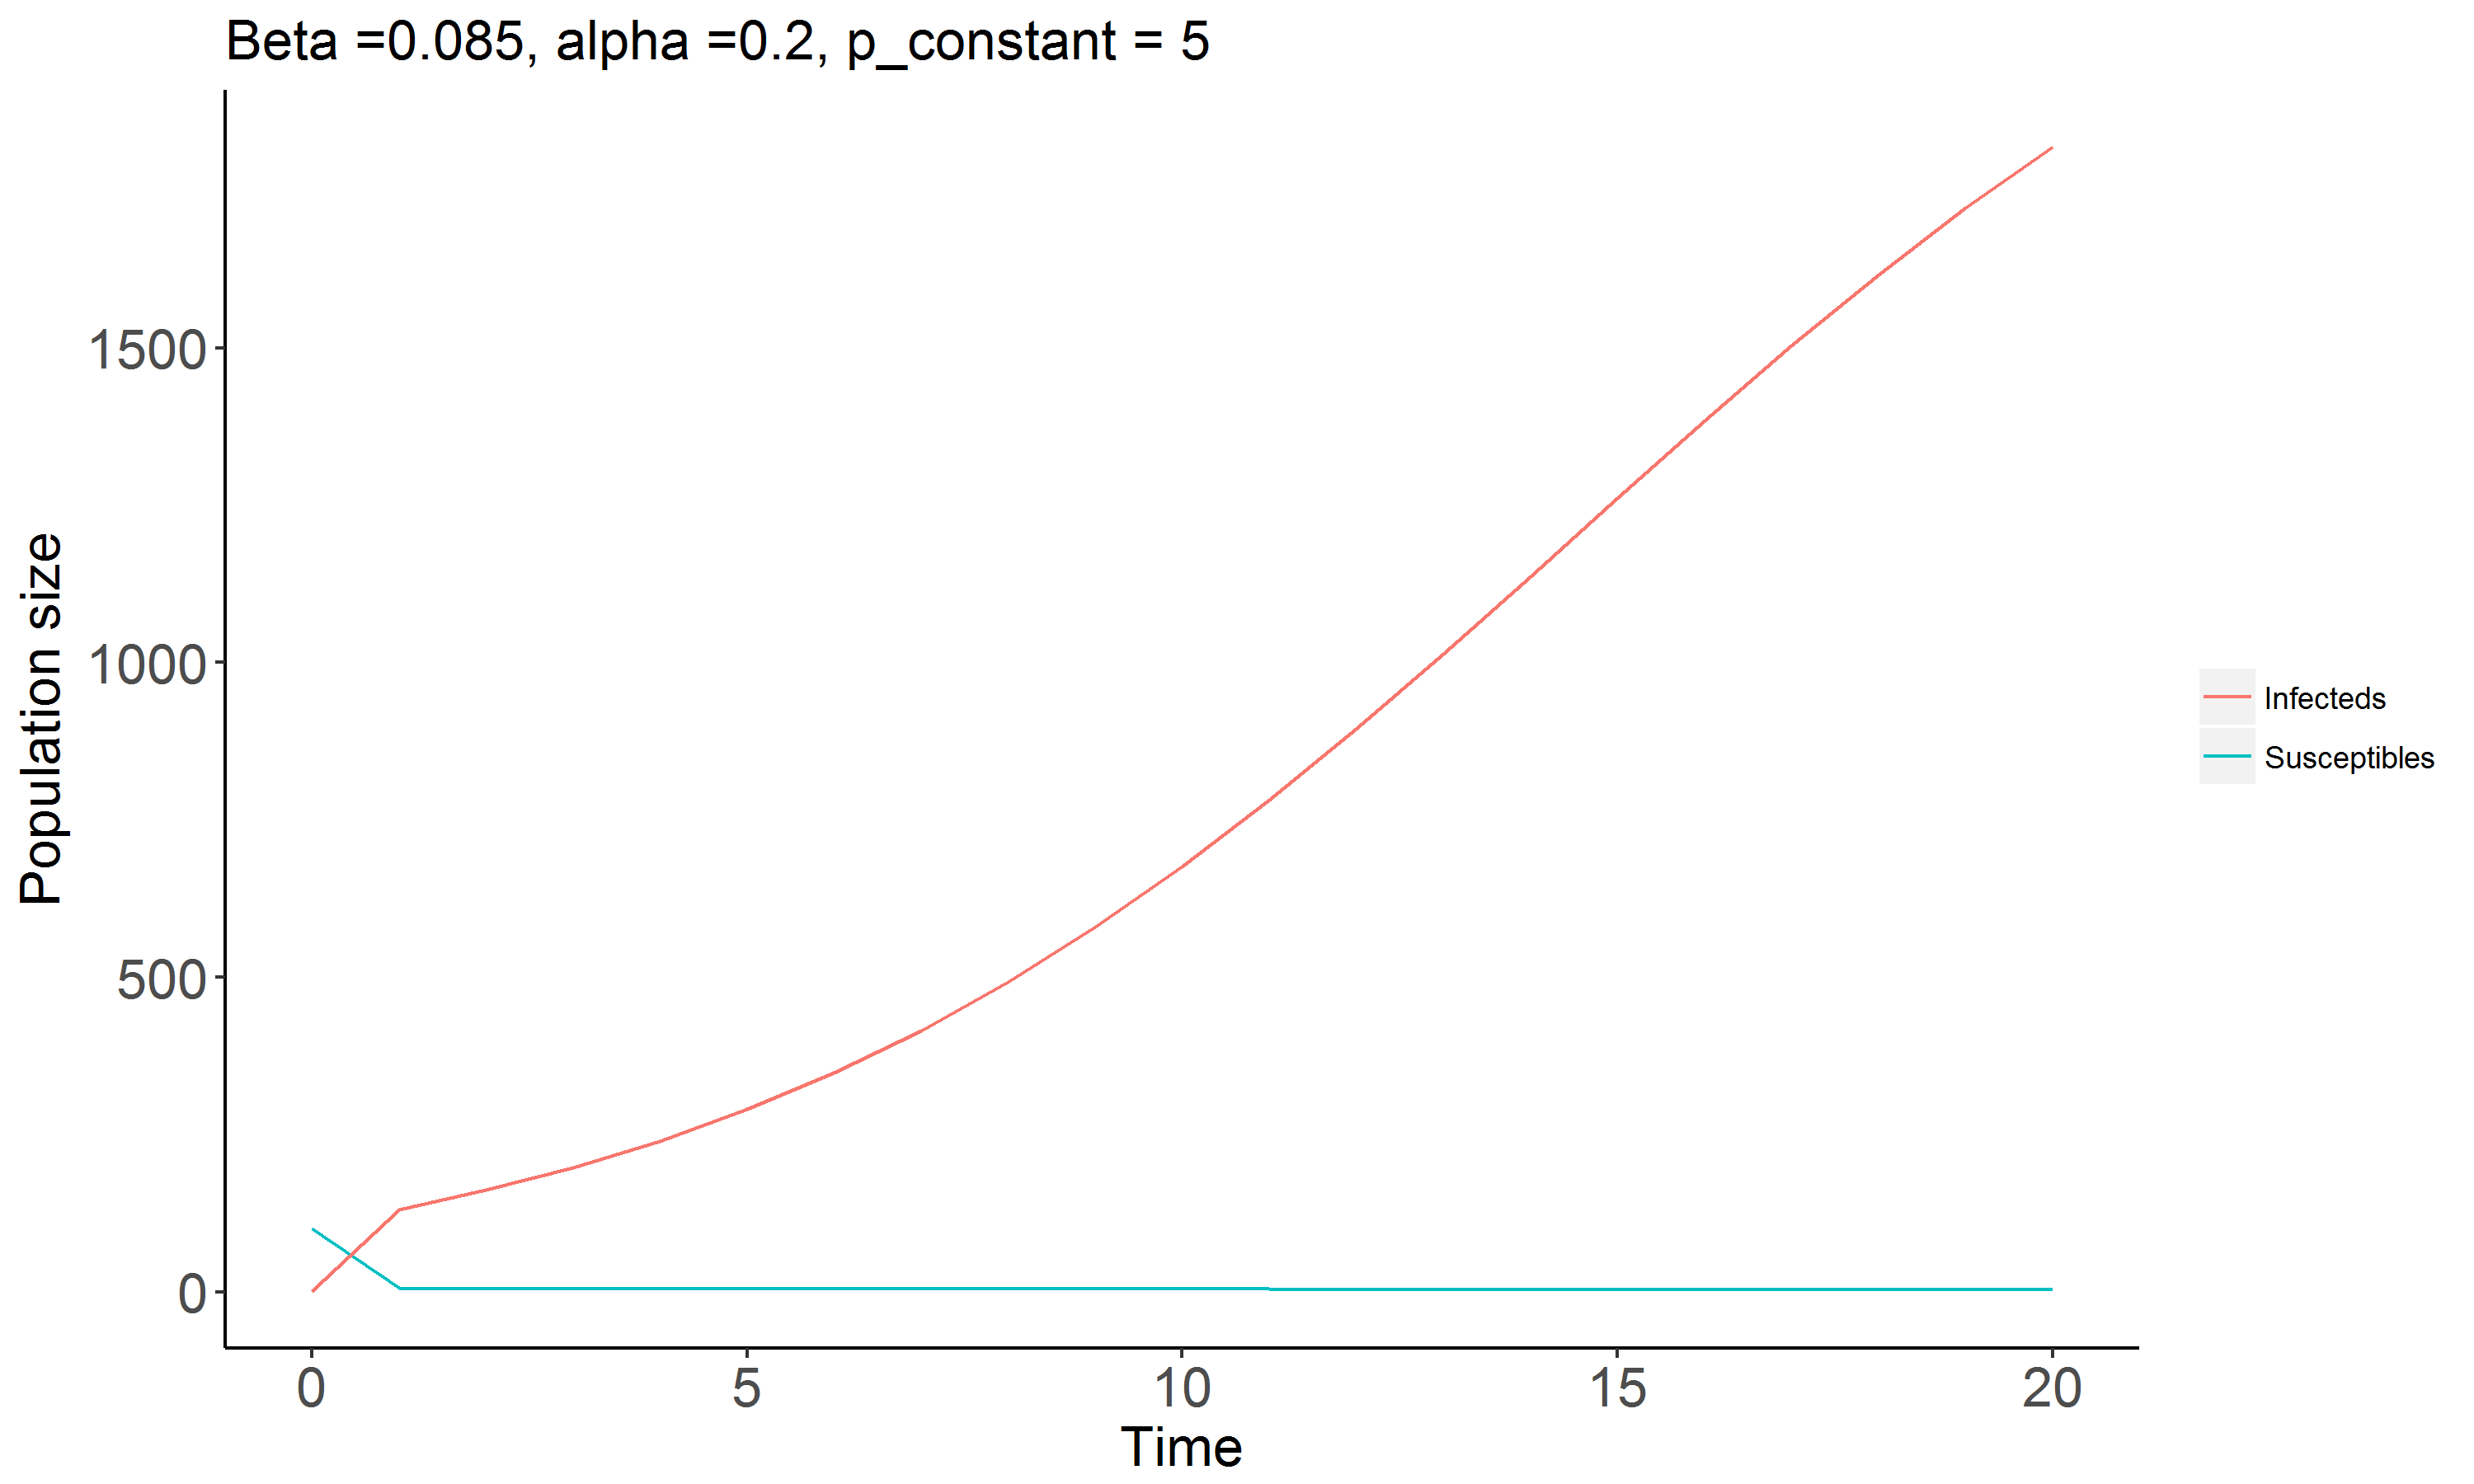 Beta =0.085, alpha =0.2, p_constant = 5
Population size
1500
1000
500
0
0 5 10 15 20
Time
Infecteds
Susceptibles